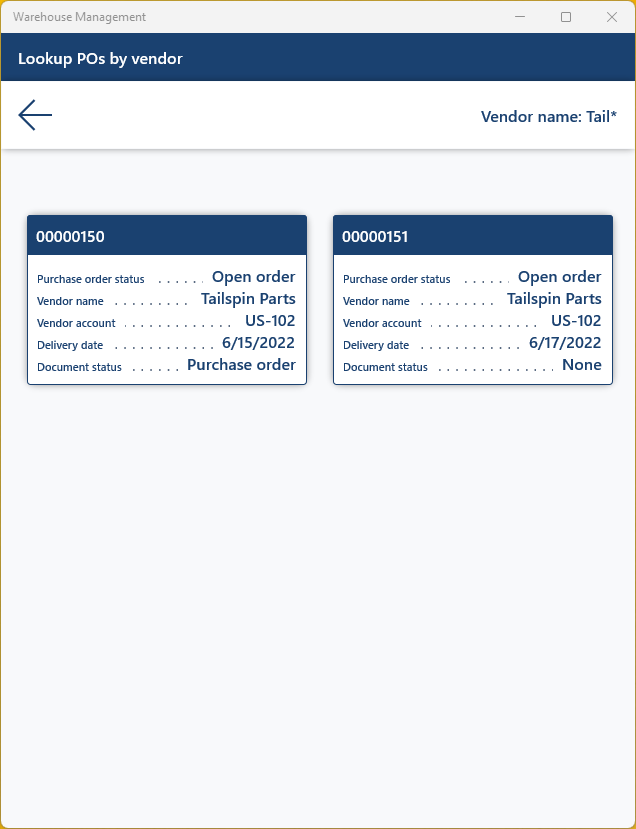 Warehouse Management
Lookup POs by vendor
Vendor name: Tail*
00000150
Purchase order status . . . . . . Open order
Vendor name . . . . . . . . . Tailspin Parts
Vendor account . . . . . . . . . . . . . US-102
Delivery date . . . . . . . . . . . . 6/15/2022
Document status . . . . . . Purchase order
00000151
Purchase order status . . . . . . Open order
Vendor name . . . . . . . . . Tailspin Parts
Vendor account . . . . . . . . . . . . . US-102
Delivery date . . . . . . . . . . . . 6/17/2022
Document status . . . . . . . . . . . . . . None